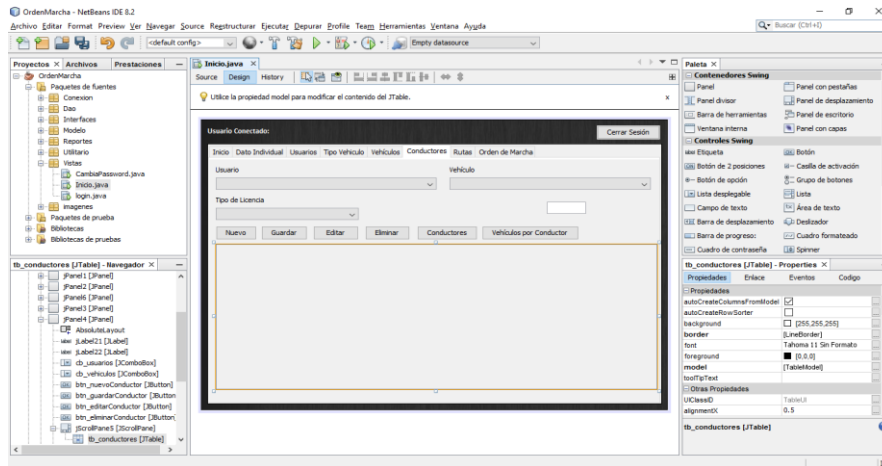 OrdenMarcha - NetBeans IDE 8.2
Archivo Editar Format Preview Ver Navegar Source Reestructurar Ejecutar Depurar Profile Team Herramientas Ventana Ayuda
Buscar (Ctrl+I)
<default config>
Empty datasource
Proyectos × Archivos Prestaciones
OrdenMarcha
Paquetes de fuentes
Conexion
Dao
Interfaces
Modelo
Reportes
Utilitario
Vistas
CambiaPassword.java
Inicio.java
login.java
imagenes
Paquetes de prueba
Bibliotecas
Bibliotecas de pruebas
tb_conductores [JTable] - Navegador ×
jPanel1 [JPanel]
jPanel2 [JPanel]
jPanel6 [JPanel]
jPanel3 [JPanel]
jPanel4 [JPanel]
AbsoluteLayout
label jLabel21 [JLabel]
label jLabel22 [JLabel]
cb_usuarios [JComboBox]
cb_vehiculos [JComboBox]
btn_nuevoConductor [JButton]
btn_guardarConductor [JButton
btn_editarConductor [JButton]
btn_eliminarConductor [JButton]
jScrollPane5 [JScrollPane]
tb_conductores [JTable]
Inicio.java ×
Source Design History
Utilice la propiedad model para modificar el contenido del JTable. x
Usuario Conectado: Cerrar Sesión
Inicio Dato Individual Usuarios Tipo Vehiculo Vehículos Conductores Rutas Orden de Marcha
Usuario Vehículo
Tipo de Licencia
Nuevo Guardar Editar Eliminar Conductores Vehículos por Conductor
Paleta ×
Contenedores Swing
Panel Panel con pestañas
Panel divisor Panel de desplazamiento
Barra de herramientas Panel de escritorio
Ventana interna Panel con capas
Controles Swing
label Etiqueta Botón
Botón de 2 posiciones Casilla de activación
Botón de opción Grupo de botones
Lista desplegable Lista
Campo de texto Área de texto
Barra de desplazamiento Deslizador
Barra de progreso: Cuadro formateado
Cuadro de contraseña Spinner
tb_conductores [JTable] - Properties ×
Propiedades Enlace Eventos Codigo
Propiedades
autoCreateColumnsFromModel
autoCreateRowSorter
background [255,255,255]
border [LineBorder]
font Tahoma 11 Sin Formato
foreground [0,0,0]
model [TableModel]
toolTipText
Otras Propiedades
UIClassID TableUI
alignmentX 0.5
tb_conductores [JTable]